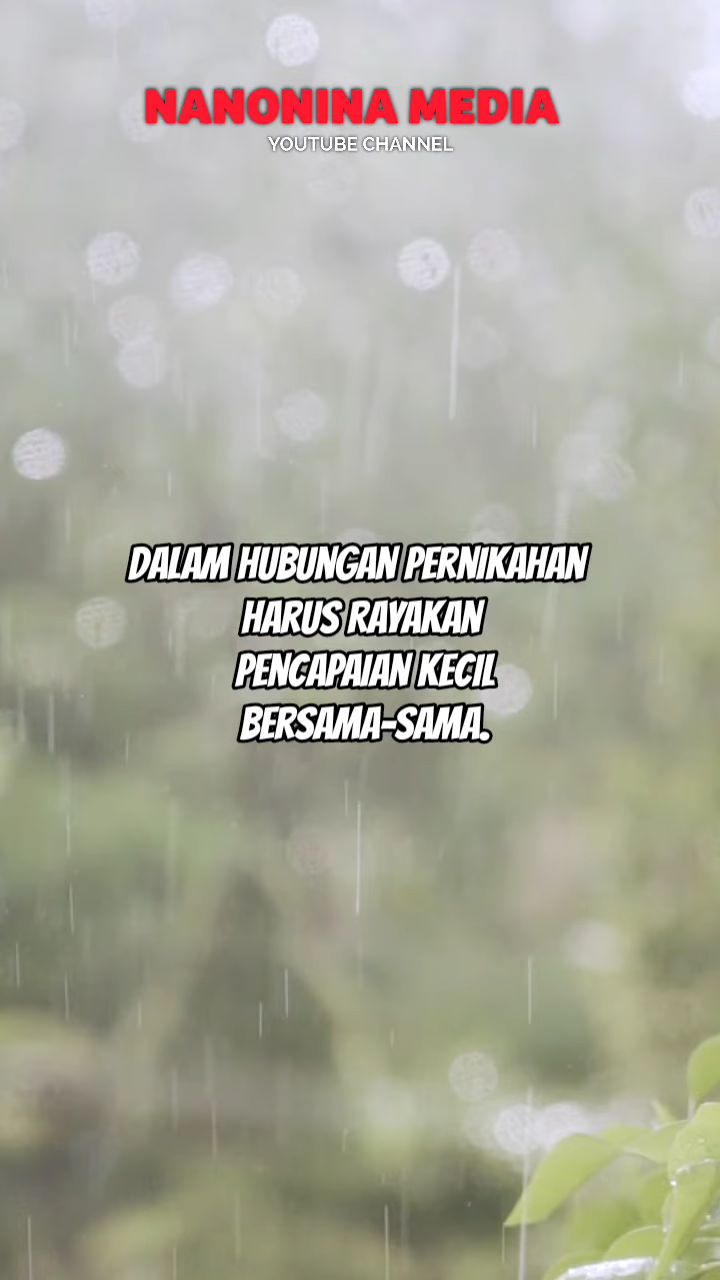 NANONINA MEDIA
YOUTUBE CHANNEL
DALAM HUBUNGAN PERNIKAHAN
HARUS RAYAKAN
PENCAPAIAN KECIL
BERSAMA-SAMA.